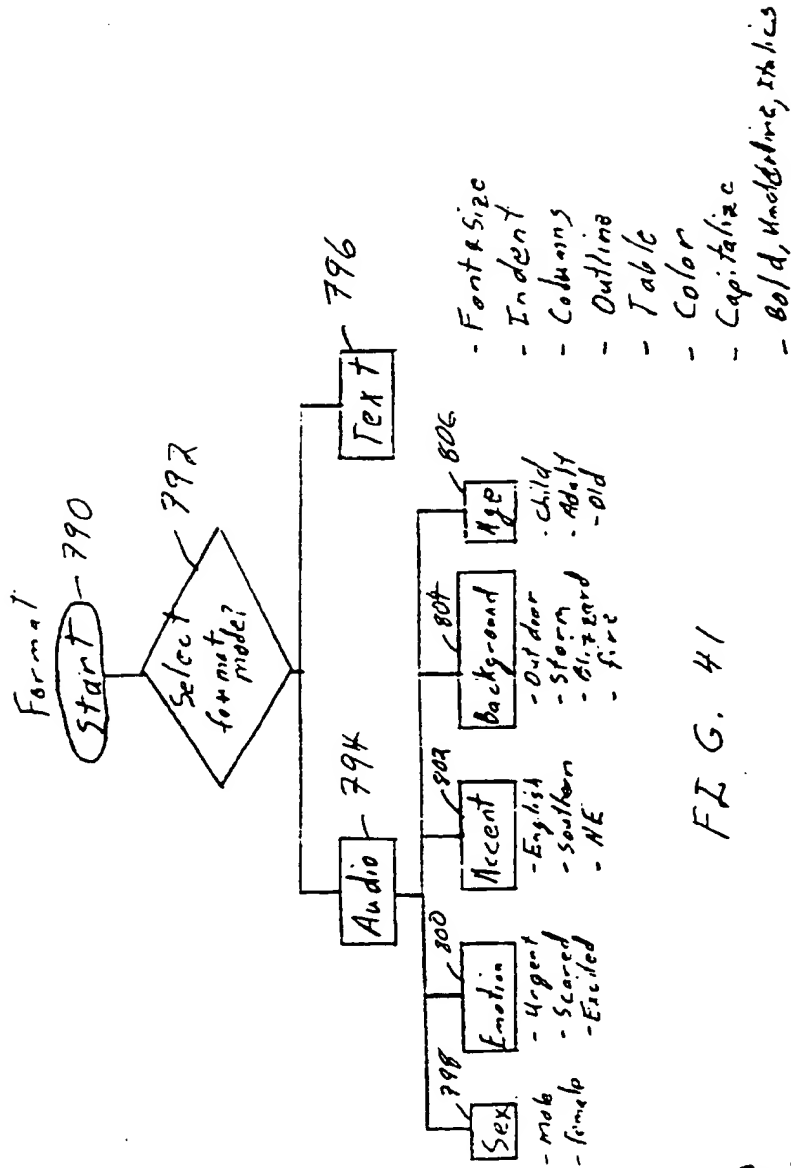 Format
Start 790
Select
format
mode?
792
Audio 794
Text 796
Sex 798
- male
- female
Emotion 800
- Urgent
- Scared
- Excited
Accent 802
- English
- Southern
- NE
Background 804
- Outdoor
- Storm
- Blizzard
- fire
Age 806
- Child
- Adult
- Old
- Font & Size
- Indent
- Columns
- Outline
- Table
- Color
- Capitalize
- Bold, Underline, Italics
FIG. 41